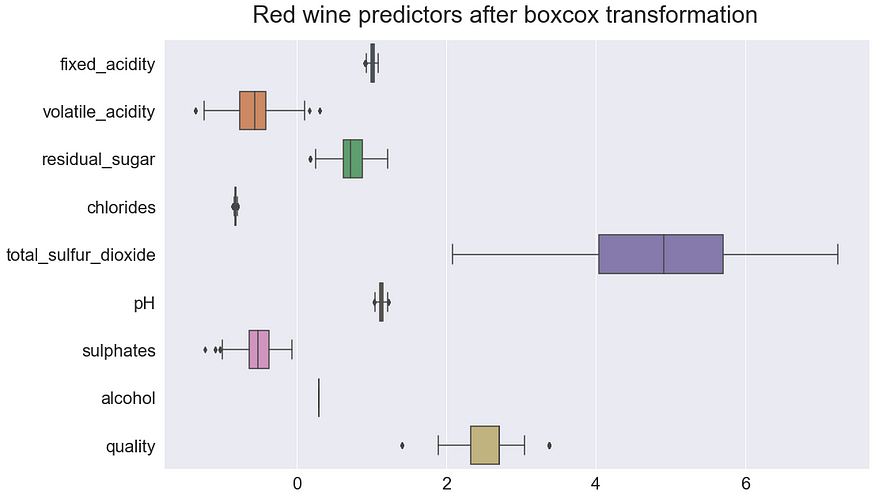 Red wine predictors after boxcox transformation
fixed_acidity
volatile_acidity
residual_sugar
chlorides
total_sulfur_dioxide
pH
sulphates
alcohol
quality
0 2 4 6